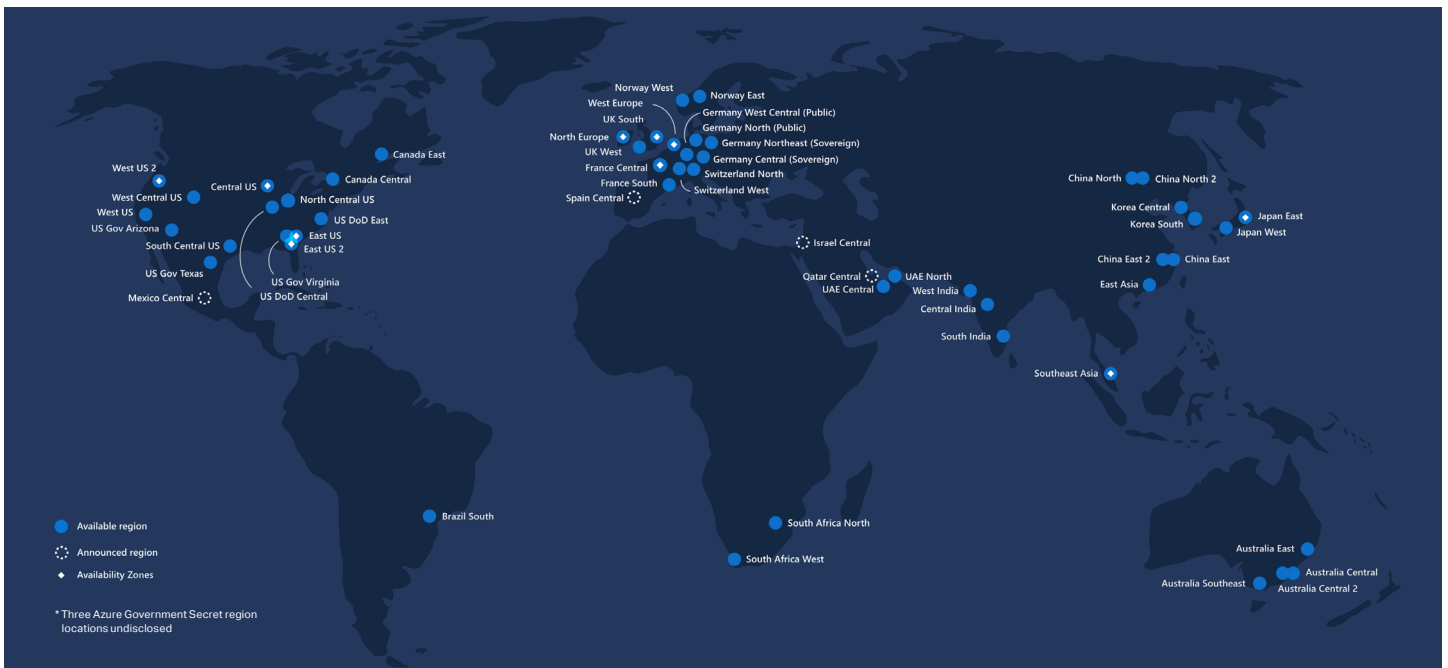 Norway West
Norway East
West Europe
Germany West Central (Public)
UK South
Germany North (Public)
North Europe
Germany Northeast (Sovereign)
UK West
Germany Central (Sovereign)
France Central
Switzerland North
France South
Switzerland West
Spain Central
Canada East
West US 2
Canada Central
Central US
West Central US
North Central US
West US
US DoD East
US Gov Arizona
East US
South Central US
East US 2
US Gov Texas
US Gov Virginia
US DoD Central
Mexico Central
China North
China North 2
Korea Central
Korea South
Japan East
Japan West
Israel Central
China East 2
China East
Qatar Central
UAE North
UAE Central
West India
East Asia
Central India
South India
Southeast Asia
Brazil South
South Africa North
South Africa West
Australia East
Australia Central
Australia Southeast
Australia Central 2
Available region
Announced region
Availability Zones
* Three Azure Government Secret region
locations undisclosed